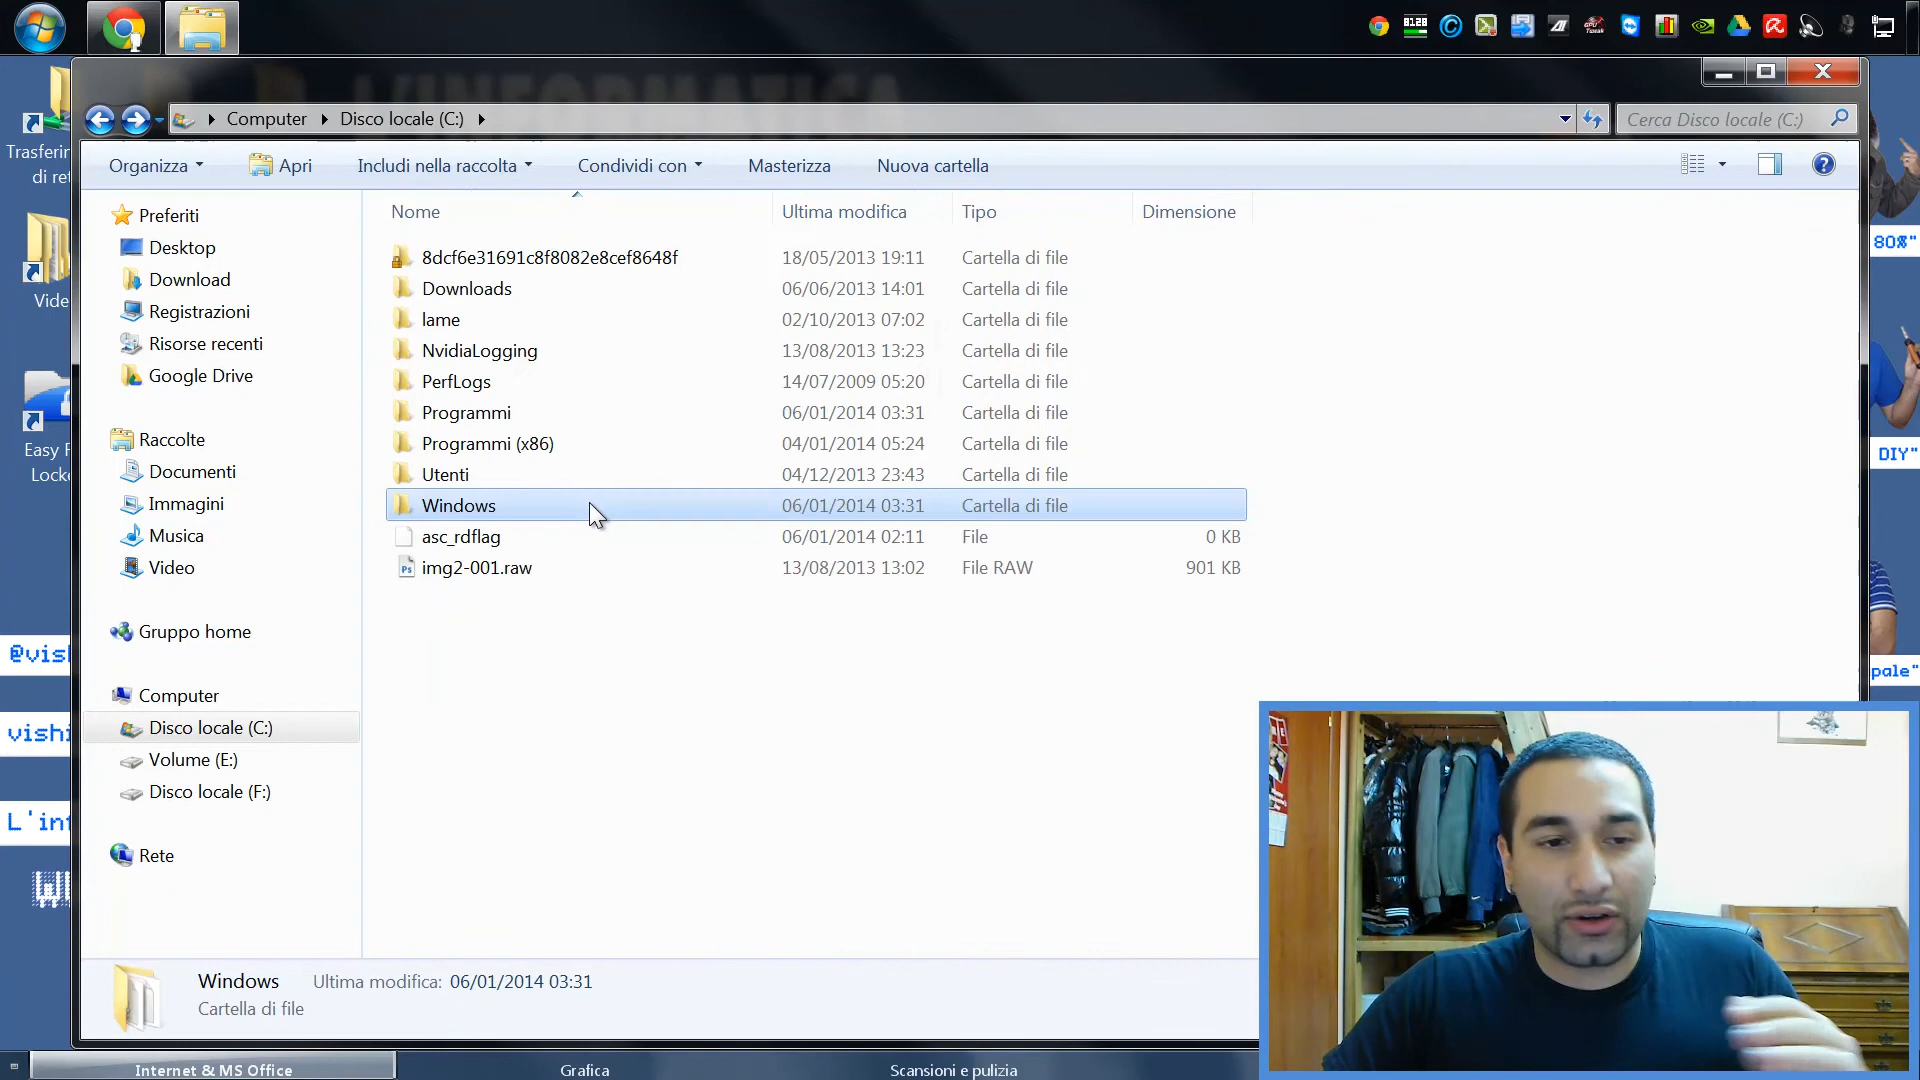 8128
L'INFORMATICA
Computer
Disco locale (C:)
Cerca Disco locale (C:)
Organizza
Apri
Includi nella raccolta
Condividi con
Masterizza
Nuova cartella
Preferiti
Desktop
Download
Registrazioni
Risorse recenti
Google Drive
Raccolte
Documenti
Immagini
Musica
Video
Gruppo home
Computer
Disco locale (C:)
Volume (E:)
Disco locale (F:)
Rete
Nome
Ultima modifica
Tipo
Dimensione
8dcf6e31691c8f8082e8cef8648f 18/05/2013 19:11 Cartella di file
Downloads 06/06/2013 14:01 Cartella di file
lame 02/10/2013 07:02 Cartella di file
NvidiaLogging 13/08/2013 13:23 Cartella di file
PerfLogs 14/07/2009 05:20 Cartella di file
Programmi 06/01/2014 03:31 Cartella di file
Programmi (x86) 04/01/2014 05:24 Cartella di file
Utenti 04/12/2013 23:43 Cartella di file
Windows 06/01/2014 03:31 Cartella di file
asc_rdflag 06/01/2014 02:11 File 0 KB
img2-001.raw 13/08/2013 13:02 File RAW 901 KB
Windows Ultima modifica: 06/01/2014 03:31
Cartella di file
Trasferin
di ret
Vide
Easy F
Locke
@vis
vishi
L'inf
80%"
DIY"
pale"
Internet & MS Office
Grafica
Scansioni e pulizia